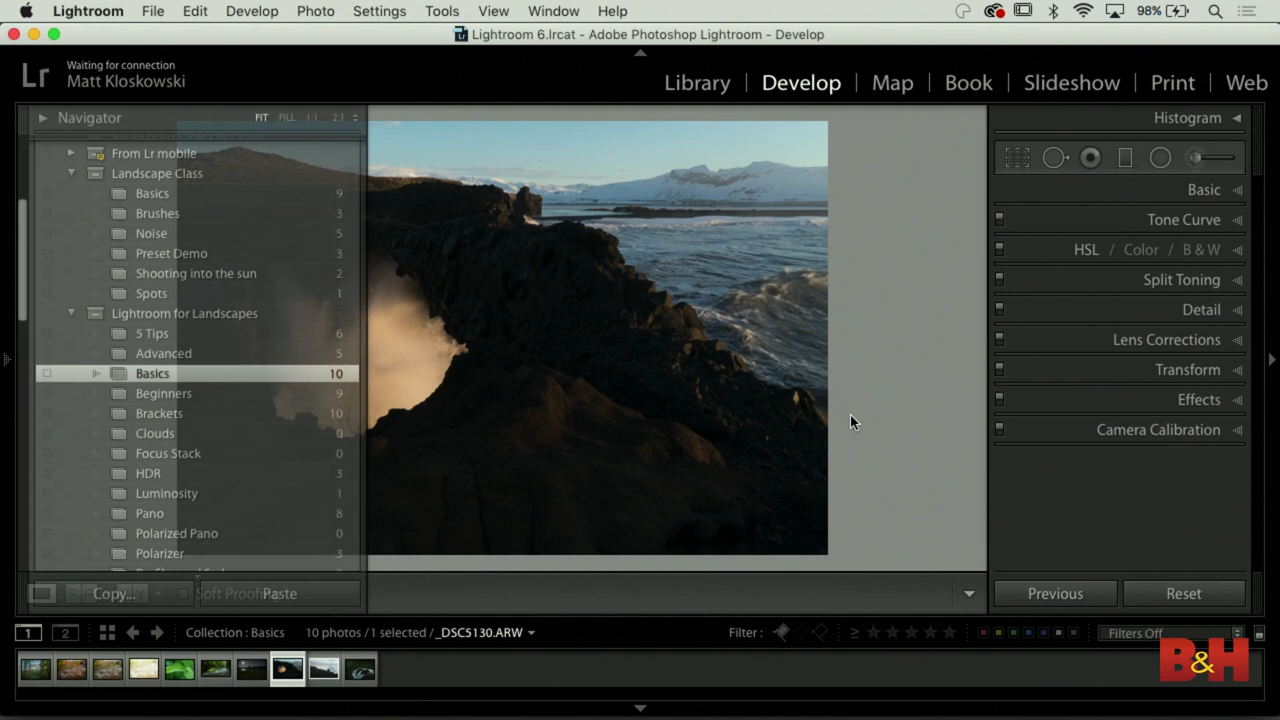 Lightroom File Edit Develop Photo Settings Tools View Window Help 98%
Lightroom 6.lrcat - Adobe Photoshop Lightroom - Develop
Lr Waiting for connection
Matt Kloskowski
Library | Develop | Map | Book | Slideshow | Print | Web
Navigator FIT FILL 1:1 2:1
Histogram
From Lr mobile
Landscape Class
Basics 9
Brushes 3
Noise 5
Preset Demo 3
Shooting into the sun 2
Spots 1
Lightroom for Landscapes
5 Tips 6
Advanced 5
Basics 10
Beginners 9
Brackets 10
Clouds 0
Focus Stack 0
HDR 3
Luminosity 1
Pano 8
Polarized Pano 0
Polarizer 3
Basic
Tone Curve
HSL / Color / B & W
Split Toning
Detail
Lens Corrections
Transform
Effects
Camera Calibration
Copy... Soft Proofing Paste
Previous Reset
1 2 Collection : Basics 10 photos / 1 selected / _DSC5130.ARW Filter : ≥ Filters Off
B&H